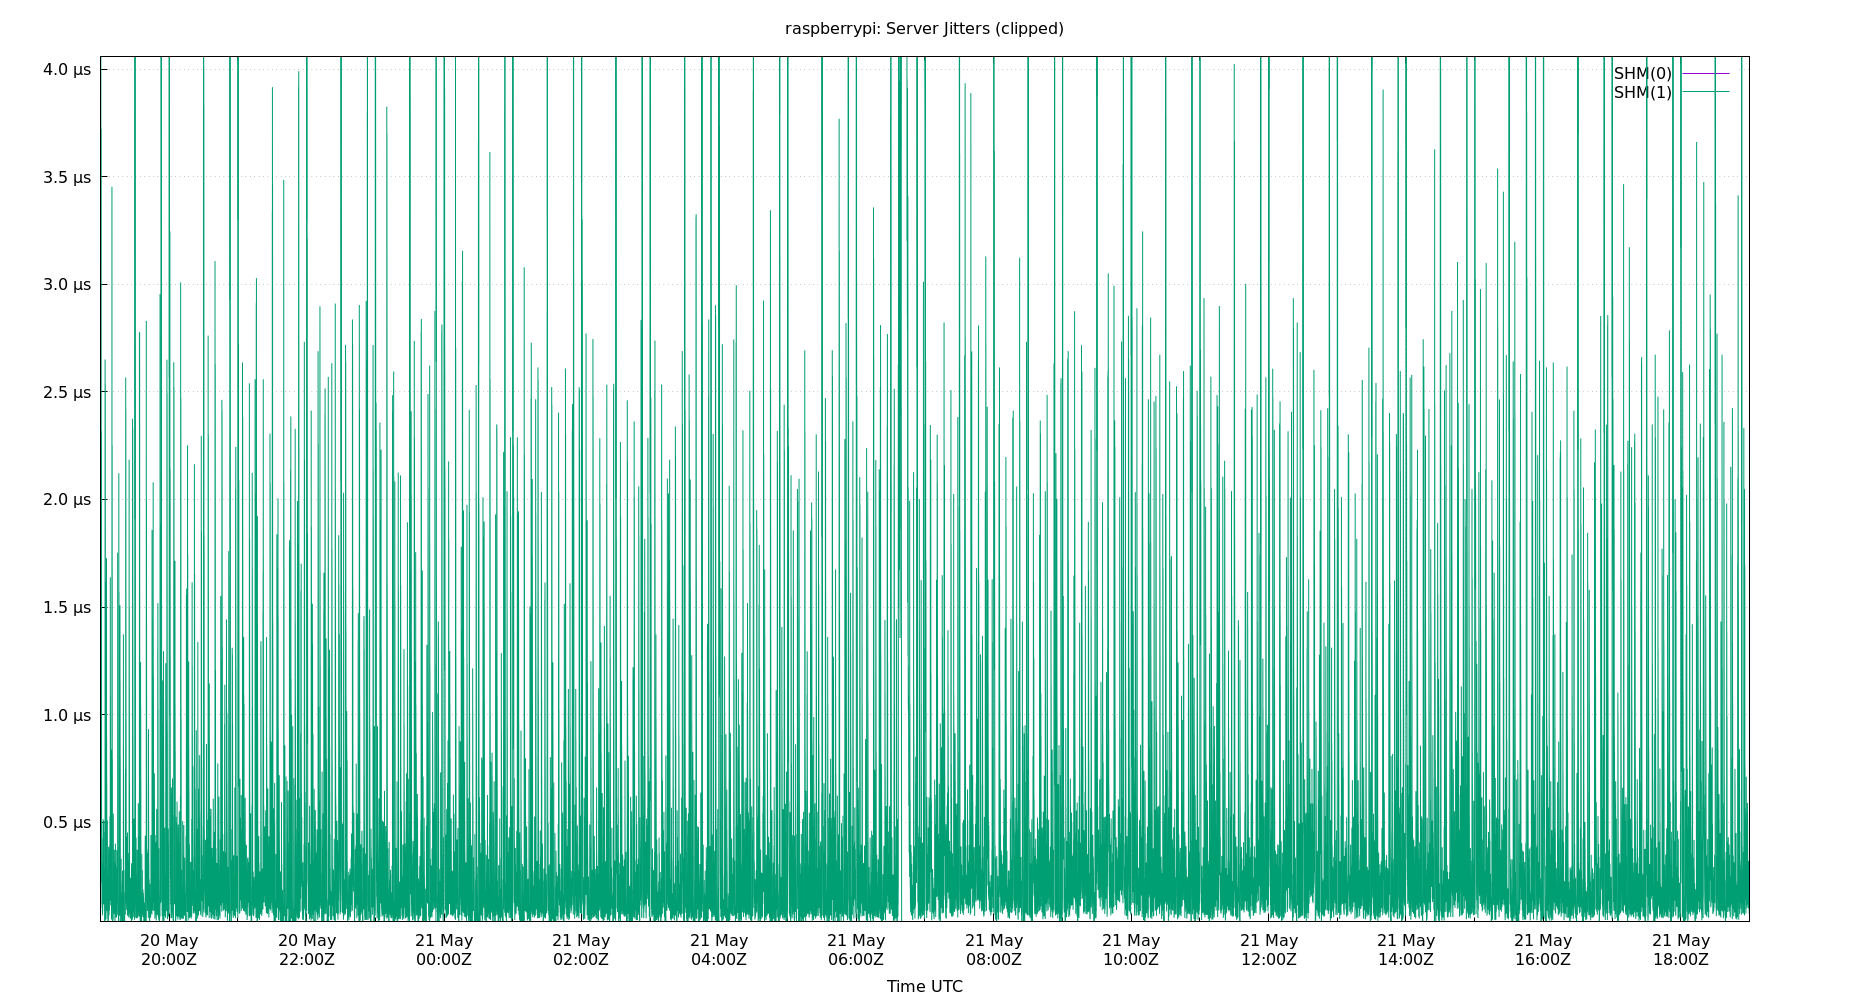 raspberrypi: Server Jitters (clipped)
4.0 µs
3.5 µs
3.0 µs
2.5 µs
2.0 µs
1.5 µs
1.0 µs
0.5 µs
SHM(0)
SHM(1)
20 May
20:00Z
20 May
22:00Z
21 May
00:00Z
21 May
02:00Z
21 May
04:00Z
21 May
06:00Z
21 May
08:00Z
21 May
10:00Z
21 May
12:00Z
21 May
14:00Z
21 May
16:00Z
21 May
18:00Z
Time UTC